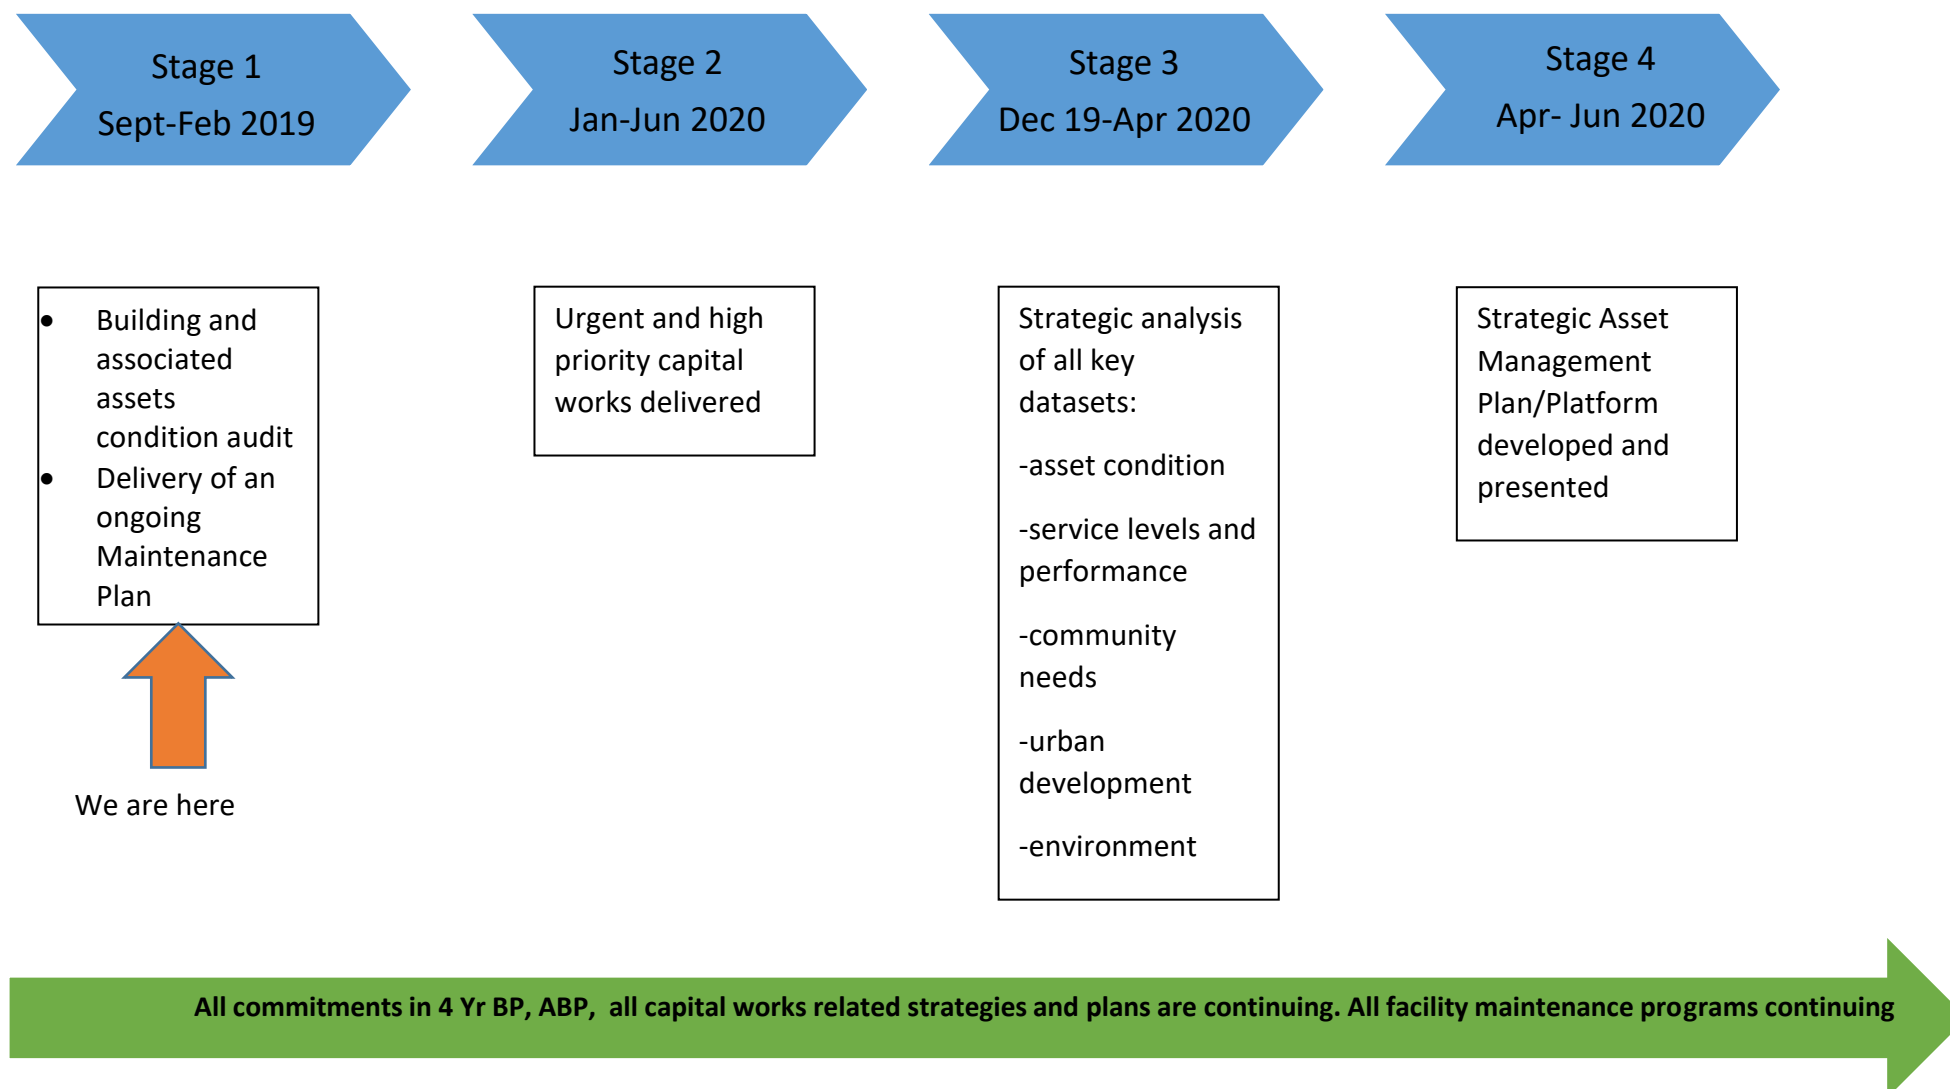 Stage 1
Sept-Feb 2019
Stage 2
Jan-Jun 2020
Stage 3
Dec 19-Apr 2020
Stage 4
Apr- Jun 2020
• Building and
associated
assets
condition audit
• Delivery of an
ongoing
Maintenance
Plan
We are here
Urgent and high
priority capital
works delivered
Strategic analysis
of all key
datasets:
-asset condition
-service levels and
performance
-community
needs
-urban
development
-environment
Strategic Asset
Management
Plan/Platform
developed and
presented
All commitments in 4 Yr BP, ABP,  all capital works related strategies and plans are continuing. All facility maintenance programs continuing